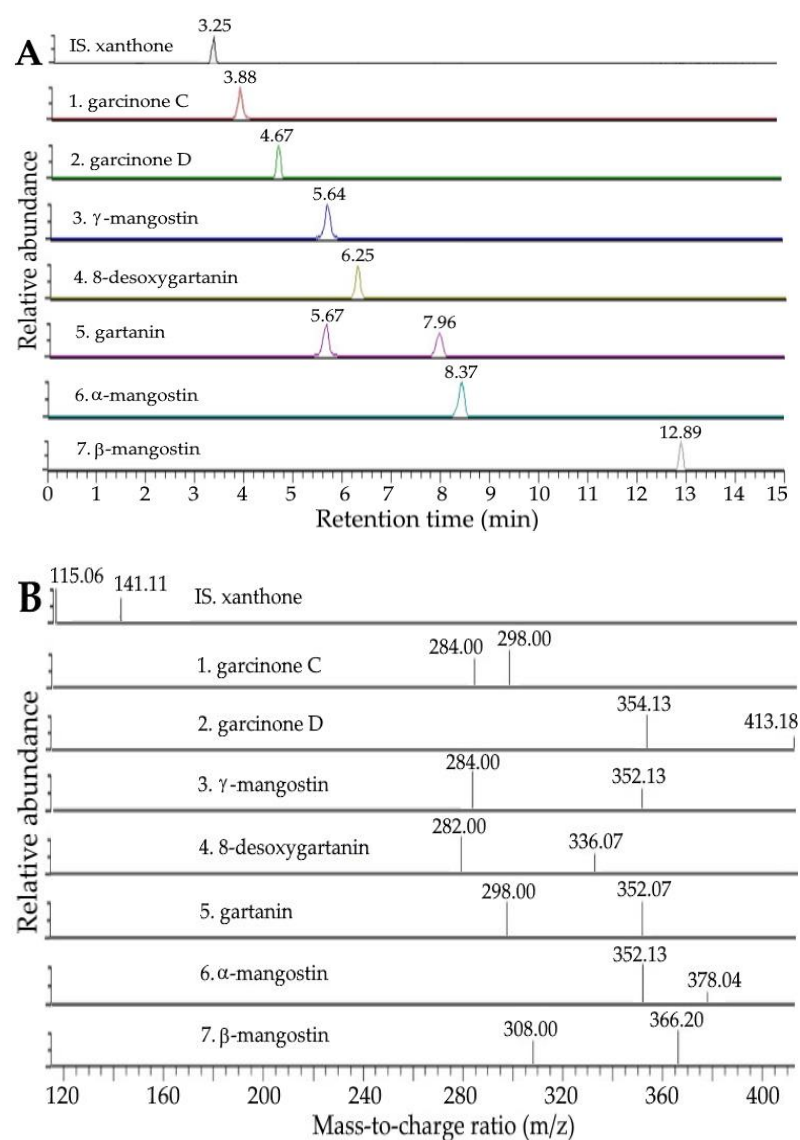 A
IS. xanthone
3.25
1. garcinone C
3.88
2. garcinone D
4.67
3. γ-mangostin
5.64
4. 8-desoxygartanin
6.25
5. gartanin
5.67
7.96
6. α-mangostin
8.37
7. β-mangostin
12.89
Relative abundance
0 1 2 3 4 5 6 7 8 9 10 11 12 13 14 15
Retention time (min)
B
115.06 141.11
IS. xanthone
1. garcinone C
284.00 298.00
2. garcinone D
354.13 413.18
3. γ-mangostin
284.00 352.13
4. 8-desoxygartanin
282.00 336.07
5. gartanin
298.00 352.07
6. α-mangostin
352.13 378.04
7. β-mangostin
308.00 366.20
Relative abundance
120 160 200 240 280 320 360 400
Mass-to-charge ratio (m/z)